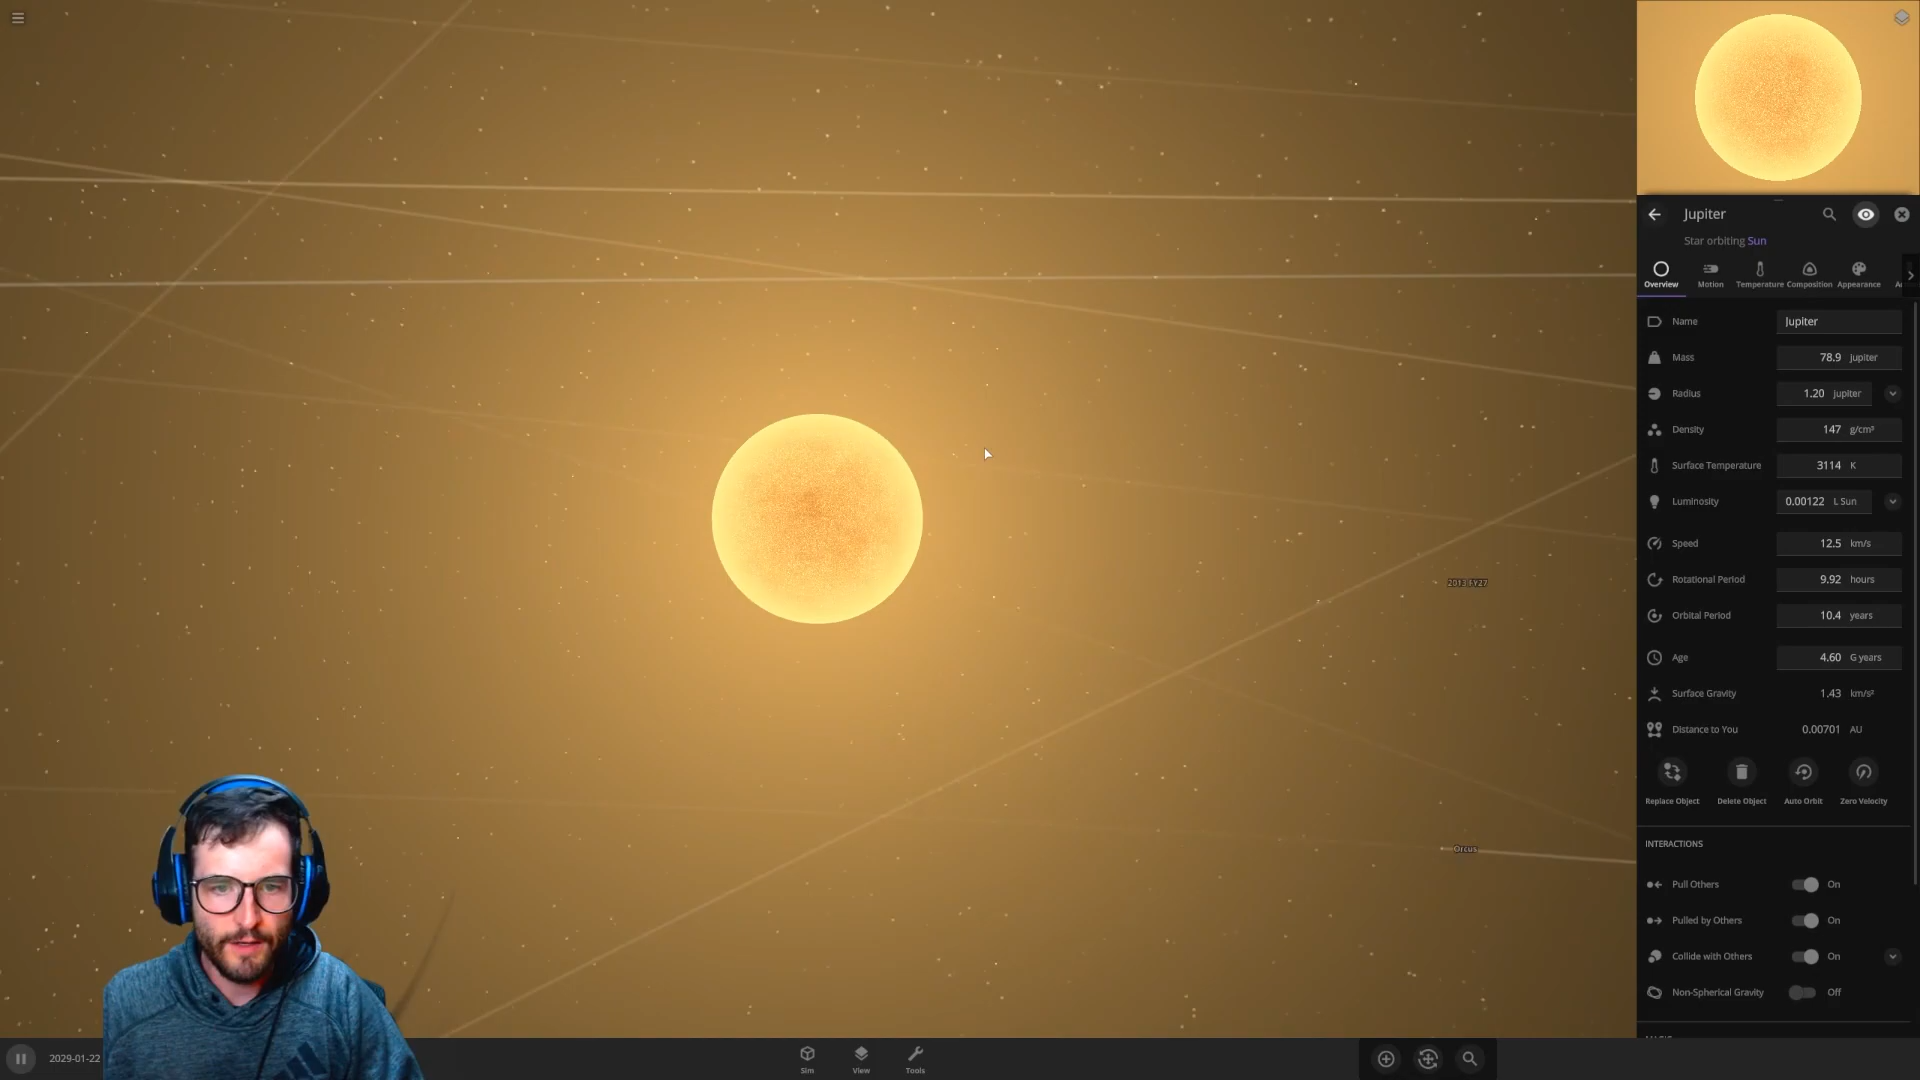 Jupiter
Star orbiting Sun
Overview
Motion
Temperature
Composition
Appearance
Name Jupiter
Mass 78.9 Jupiter
Radius 1.20 Jupiter
Density 147 g/cm³
Surface Temperature 3114 K
Luminosity 0.00122 L Sun
Speed 12.5 km/s
Rotational Period 9.92 hours
Orbital Period 10.4 years
2013 FY27
Age 4.60 G years
Surface Gravity 1.43 km/s²
Distance to You 0.00701 AU
Replace Object
Delete Object
Auto Orbit
Zero Velocity
INTERACTIONS
Orcus
Pull Others On
Pulled by Others On
Collide with Others On
Non-Spherical Gravity Off
2029-01-22
Sim
View
Tools